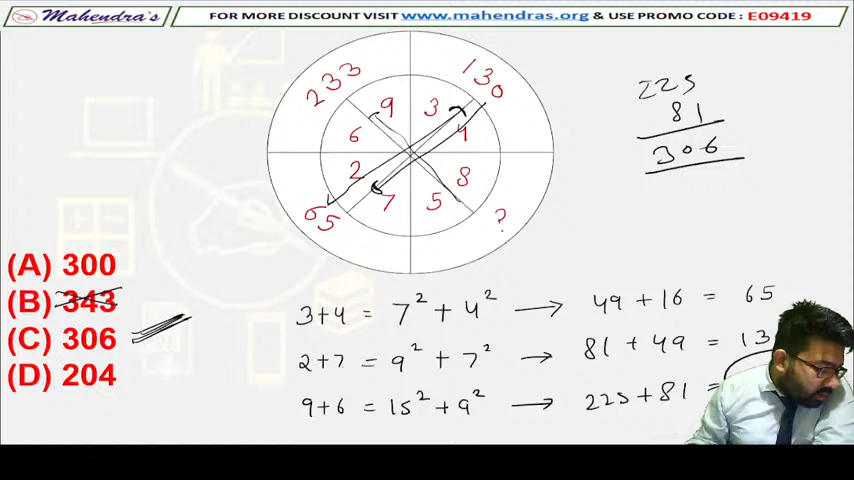 Mahendra's
FOR MORE DISCOUNT VISIT www.mahendras.org & USE PROMO CODE : E09419
233
130
9
3
6
4
2
8
7
5
65
?
225
81
306
(A) 300
(B) 343
(C) 306
(D) 204
3+4 = 7² + 4² → 49 + 16 = 65
2+7 = 9² + 7² → 81 + 49 = 13
9+6 = 15² + 9² → 225 + 81 =